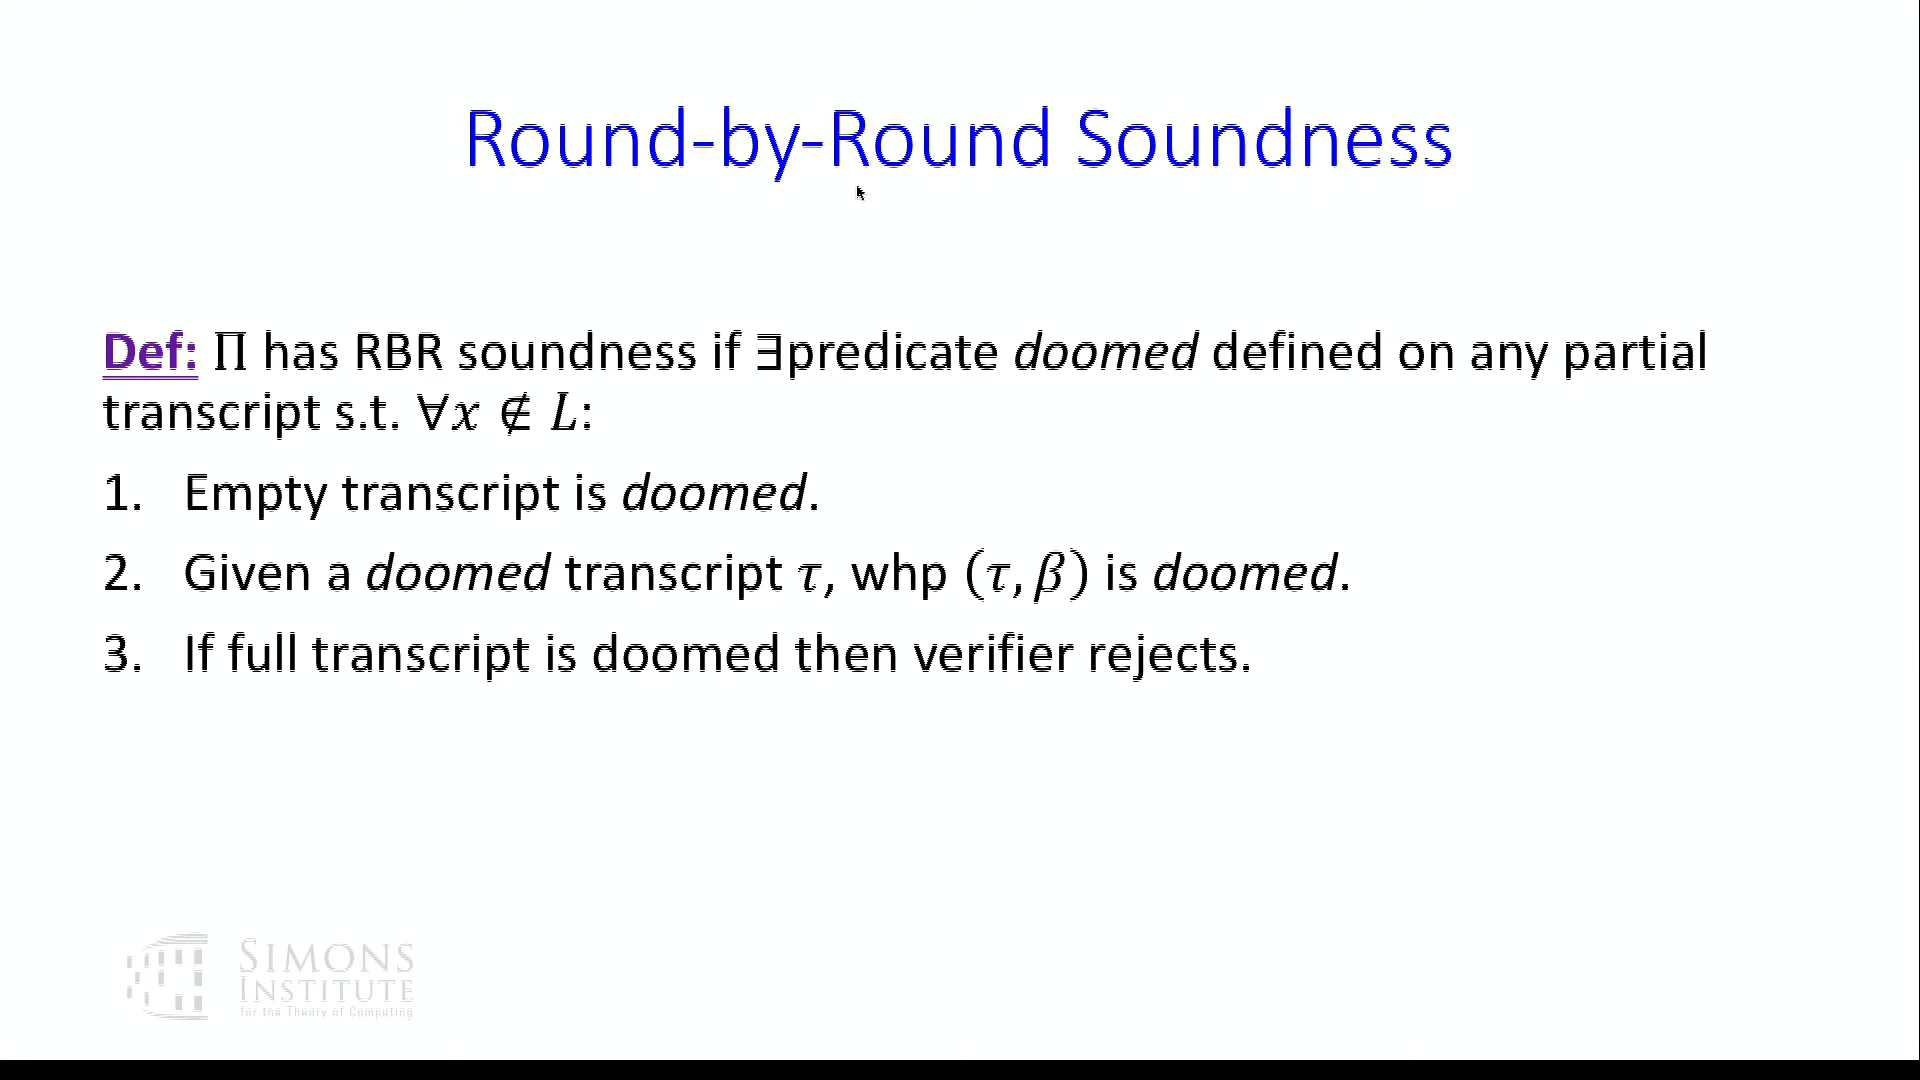 Round-by-Round Soundness
Def: Π has RBR soundness if ∃predicate doomed defined on any partial
transcript s.t. ∀x ∉ L:
1. Empty transcript is doomed.
2. Given a doomed transcript τ, whp (τ, β) is doomed.
3. If full transcript is doomed then verifier rejects.
SIMONS
INSTITUTE
for the Theory of Computing